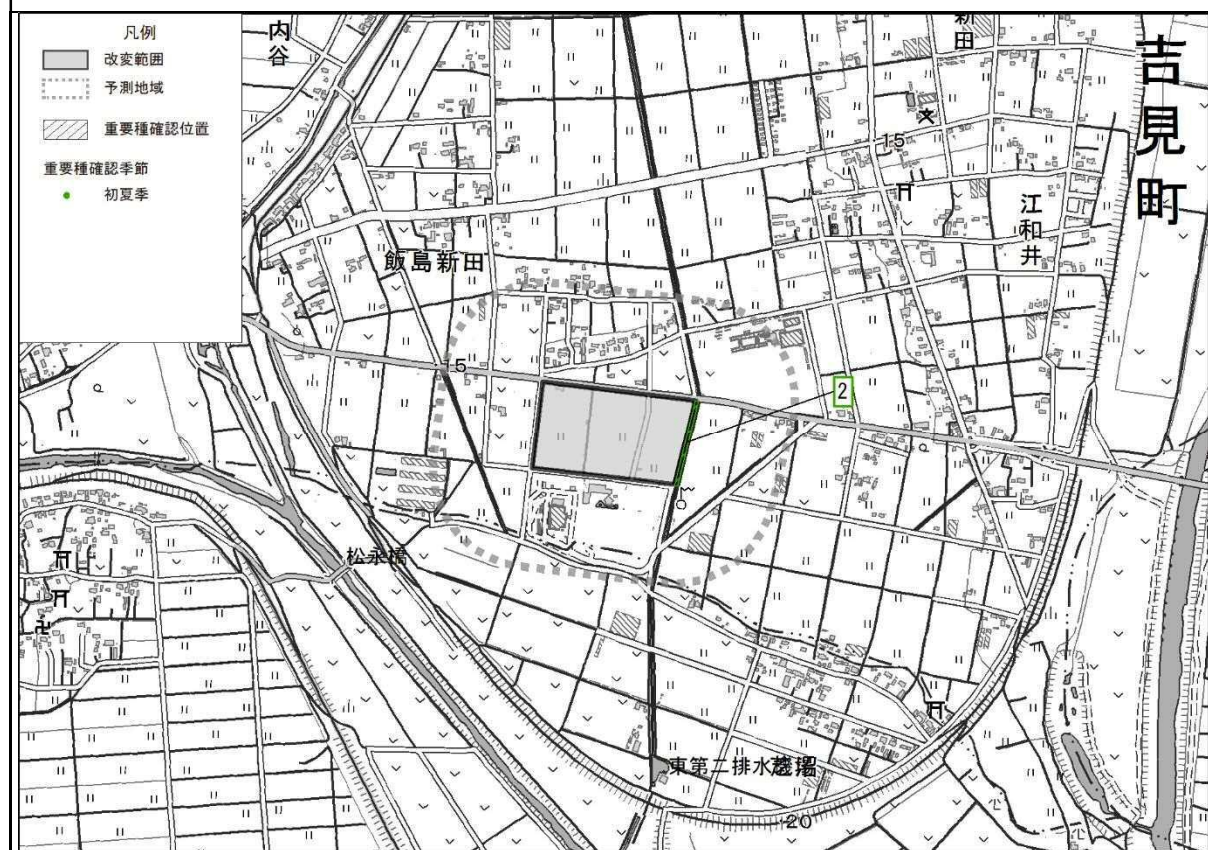 凡例
改変範囲
予測地域
重要種確認位置
重要種確認季節
初夏季
内谷
新田
吉見町
15
江和井
飯島新田
5
2
松永橋
東第二排水機場
20